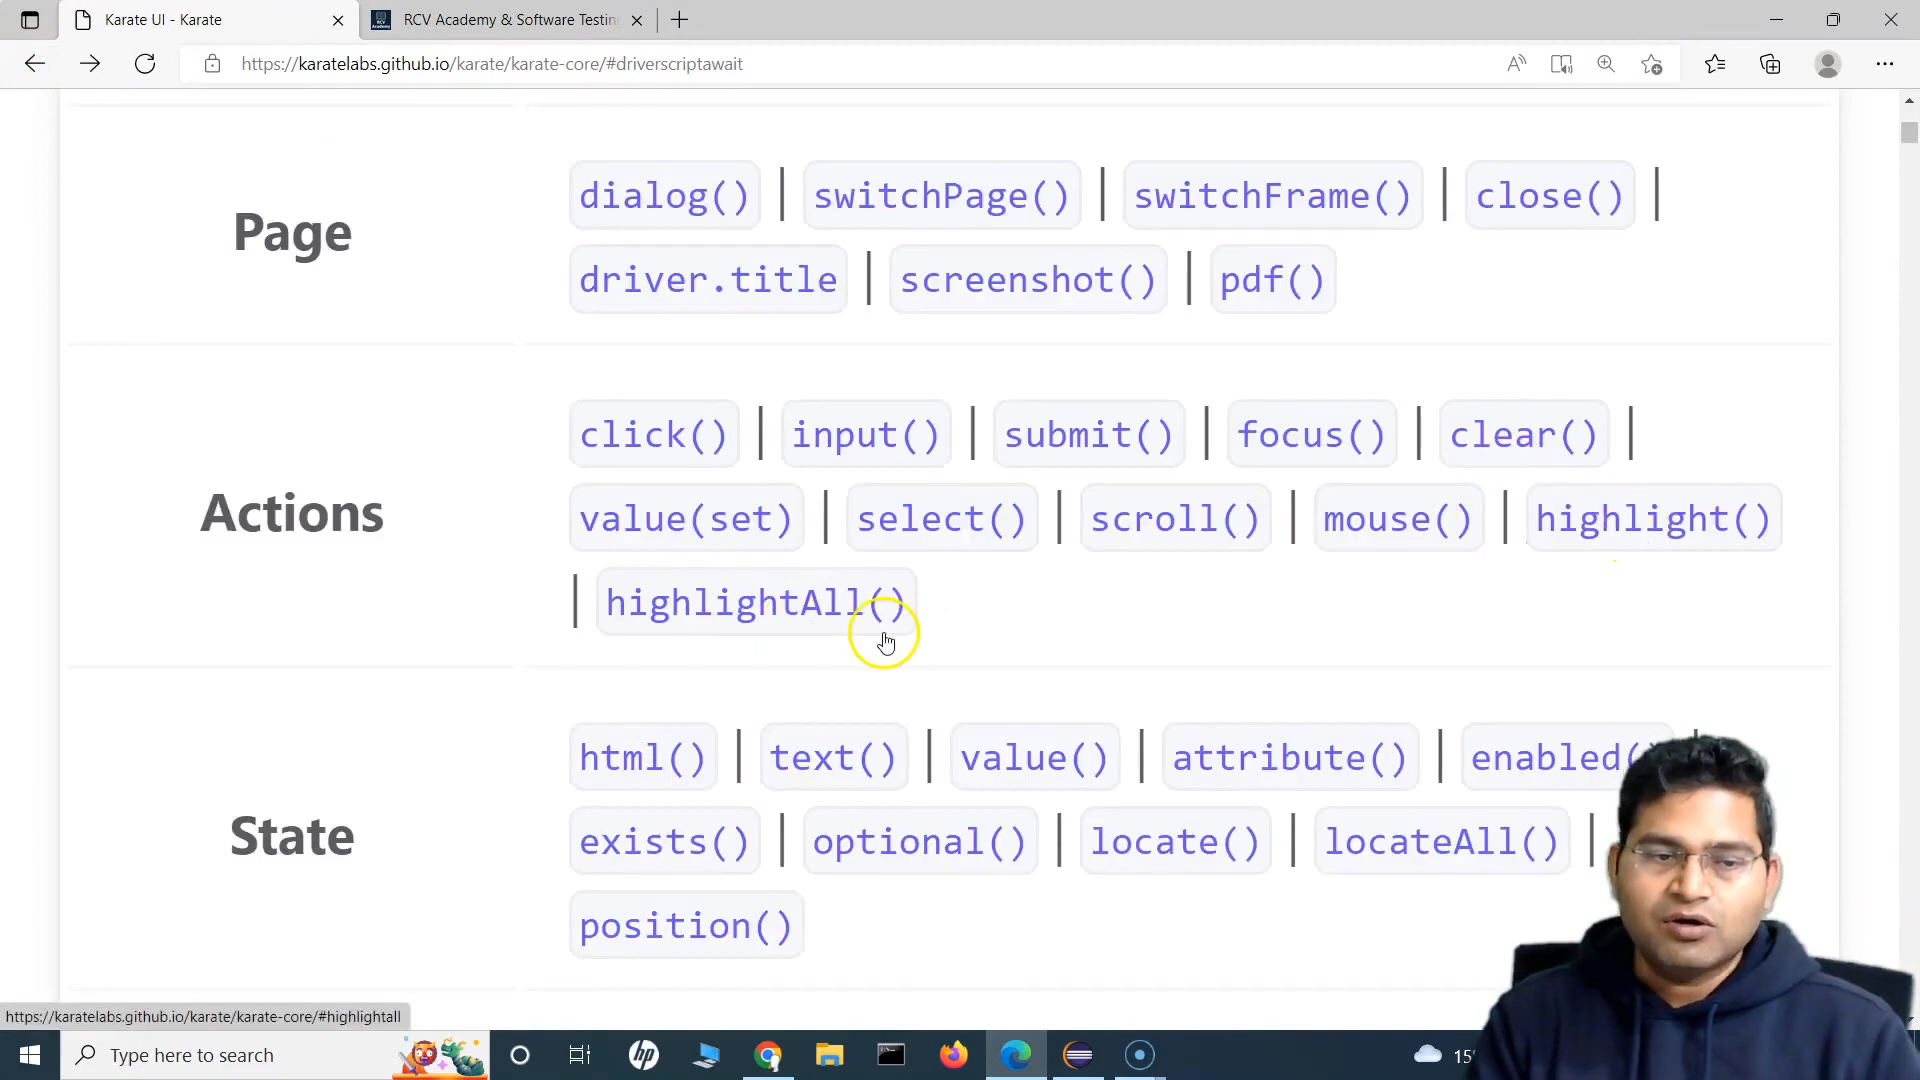 Karate UI - Karate
RCV Academy & Software Testin
https://karatelabs.github.io/karate/karate-core/#driverscriptawait
Page
dialog() | switchPage() | switchFrame() | close() |
driver.title | screenshot() | pdf()
Actions
click() | input() | submit() | focus() | clear() |
value(set) | select() | scroll() | mouse() | highlight()
| highlightAll()
State
html() | text() | value() | attribute() | enabled(
exists() | optional() | locate() | locateAll() |
position()
https://karatelabs.github.io/karate/karate-core/#highlightall
Type here to search
hp
15°